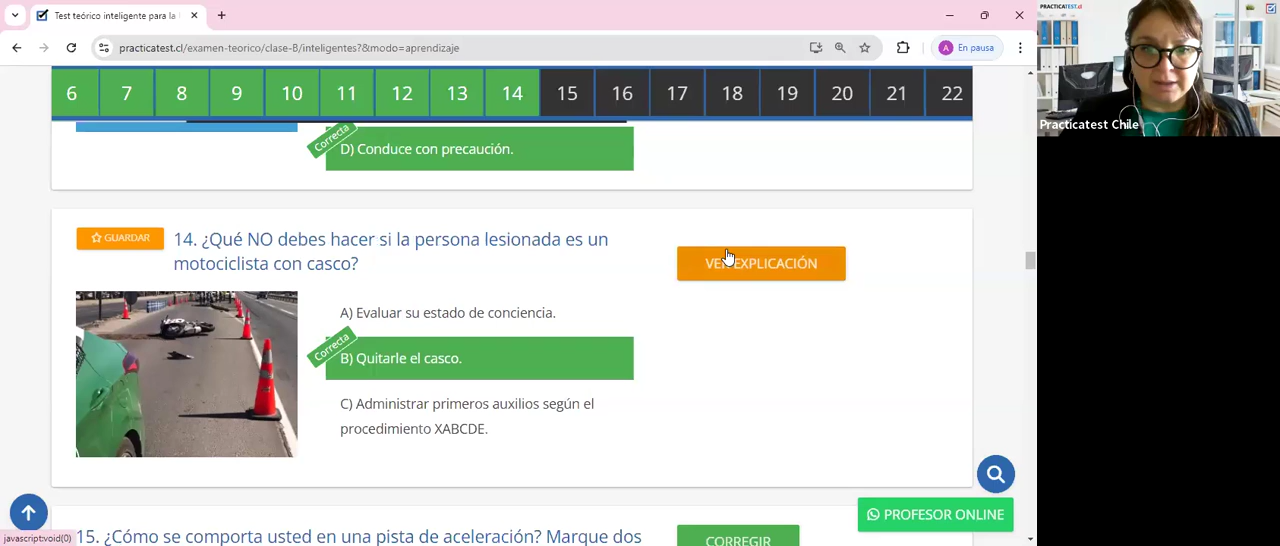 Test teórico inteligente para la
practicatest.cl/examen-teorico/clase-B/inteligentes?&modo=aprendizaje
A
En pausa
PRACTICATEST.cl
Practicatest Chile
6 7 8 9 10 11 12 13 14 15 16 17 18 19 20 21 22
Correcta
D) Conduce con precaución.
GUARDAR
14. ¿Qué NO debes hacer si la persona lesionada es un
motociclista con casco?
VER EXPLICACIÓN
A) Evaluar su estado de conciencia.
Correcta
B) Quitarle el casco.
C) Administrar primeros auxilios según el
procedimiento XABCDE.
PROFESOR ONLINE
javascript:void(0)
15. ¿Cómo se comporta usted en una pista de aceleración? Marque dos
CORREGIR